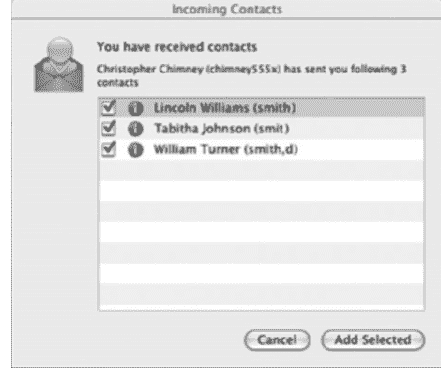 Incoming Contacts
You have received contacts
Christopher Chimney (chimney555x) has sent you following 3
contacts
Lincoln Williams (smith)
Tabitha Johnson (smit)
William Turner (smith,d)
Cancel
Add Selected